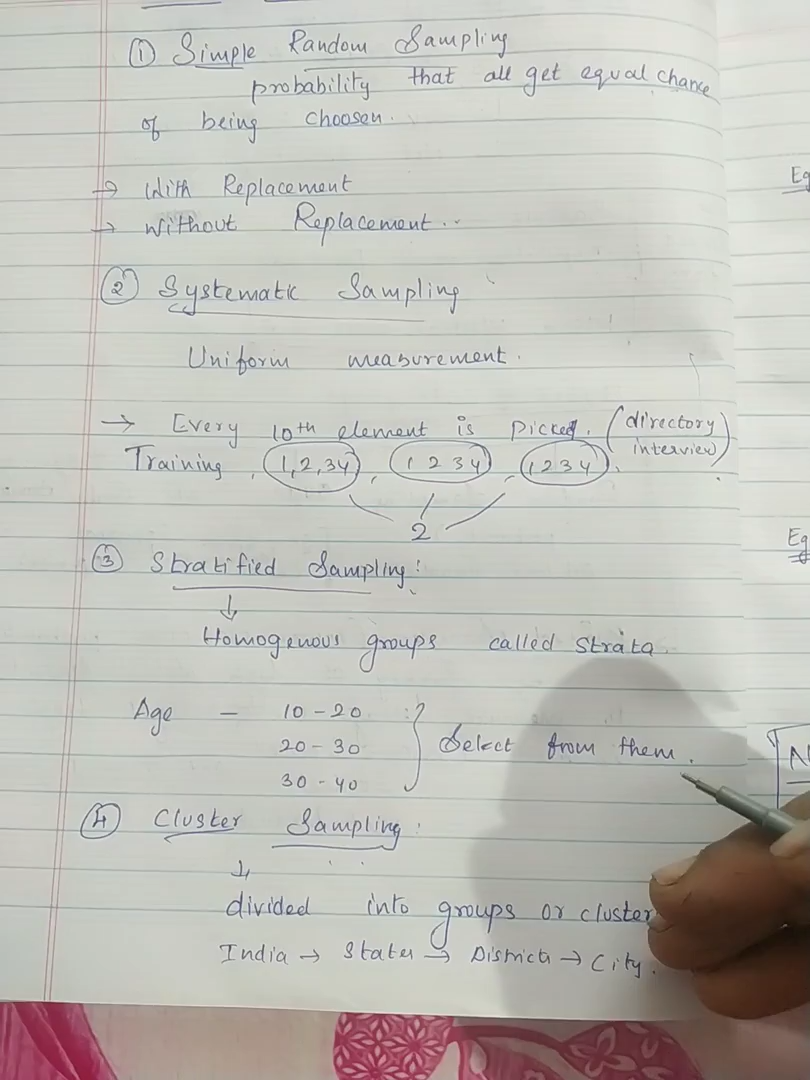 ① Simple Random Sampling
probability that all get equal chance
of being choosen.
→ With Replacement
→ Without Replacement..
② Systematic Sampling
Uniform measurement.
→ Every 10th element is Picked. (directory interview)
Training, (1,2,34), (1 2 3 4), (1 2 3 4).
2
③ Stratified Sampling:
↓
Homogenous groups called Strata.
Age – 10-20
20-30
30-40
} Select from them.
④ Cluster Sampling:
↓
divided into groups or cluster
India → States → Districts → City.
Eg
Eg